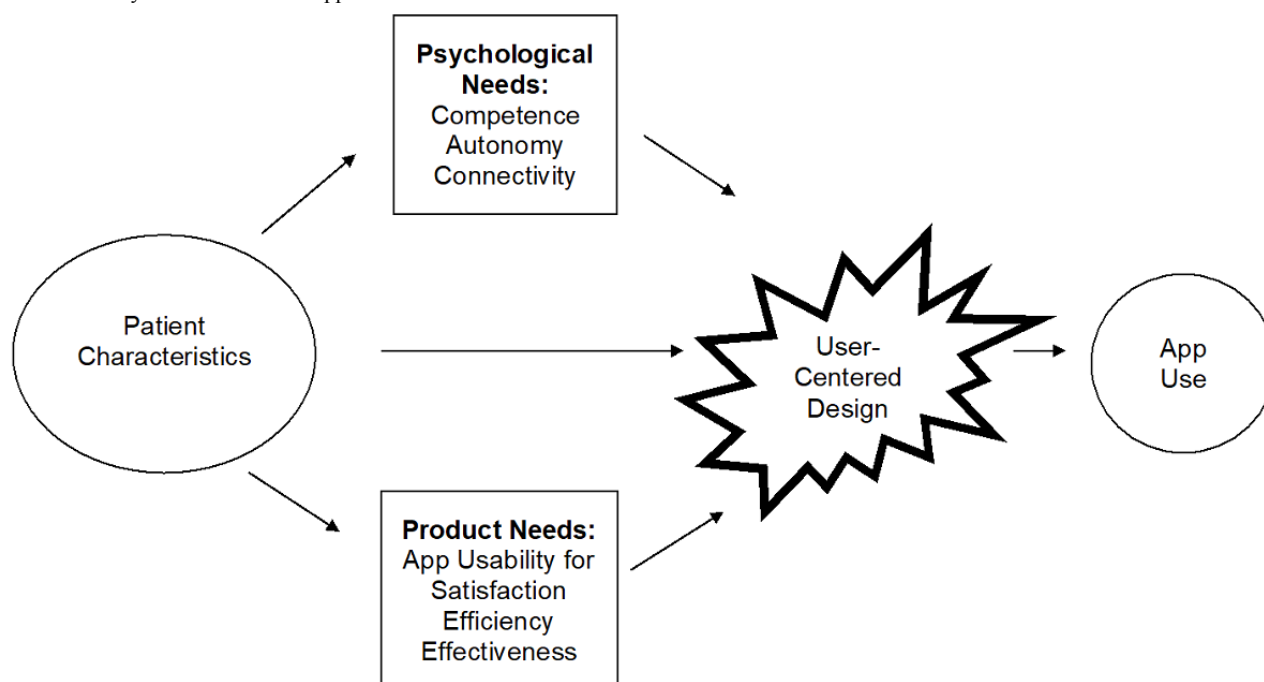 Psychological
Needs:
Competence
Autonomy
Connectivity
Patient
Characteristics
User-
Centered
Design
App
Use
Product Needs:
App Usability for
Satisfaction
Efficiency
Effectiveness